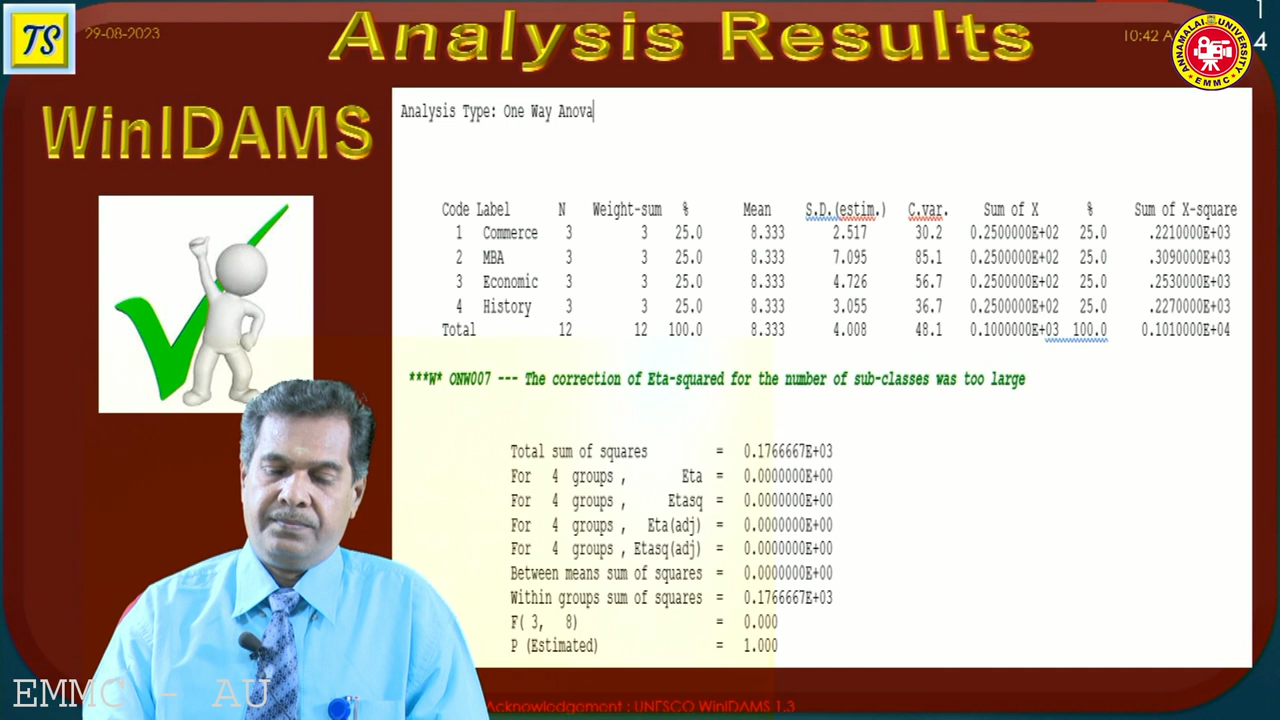 TS
29-08-2023
Analysis Results
10:42 A
1
4
ANNAMALAI UNIVERSITY
EMMC
WinIDAMS
Analysis Type: One Way Anova
Code Label N Weight-sum % Mean S.D.(estim.) C.var. Sum of X % Sum of X-square
1 Commerce 3 3 25.0 8.333 2.517 30.2 0.2500000E+02 25.0 .2210000E+03
2 MBA 3 3 25.0 8.333 7.095 85.1 0.2500000E+02 25.0 .3090000E+03
3 Economic 3 3 25.0 8.333 4.726 56.7 0.2500000E+02 25.0 .2530000E+03
4 History 3 3 25.0 8.333 3.055 36.7 0.2500000E+02 25.0 .2270000E+03
Total 12 12 100.0 8.333 4.008 48.1 0.1000000E+03 100.0 0.1010000E+04
***W* ONW007 --- The correction of Eta-squared for the number of sub-classes was too large
Total sum of squares = 0.1766667E+03
For 4 groups , Eta = 0.0000000E+00
For 4 groups , Etasq = 0.0000000E+00
For 4 groups , Eta(adj) = 0.0000000E+00
For 4 groups , Etasq(adj) = 0.0000000E+00
Between means sum of squares = 0.0000000E+00
Within groups sum of squares = 0.1766667E+03
F( 3, 8) = 0.000
P (Estimated) = 1.000
EMMC - AU
Acknowledgement : UNESCO WinIDAMS 1.3